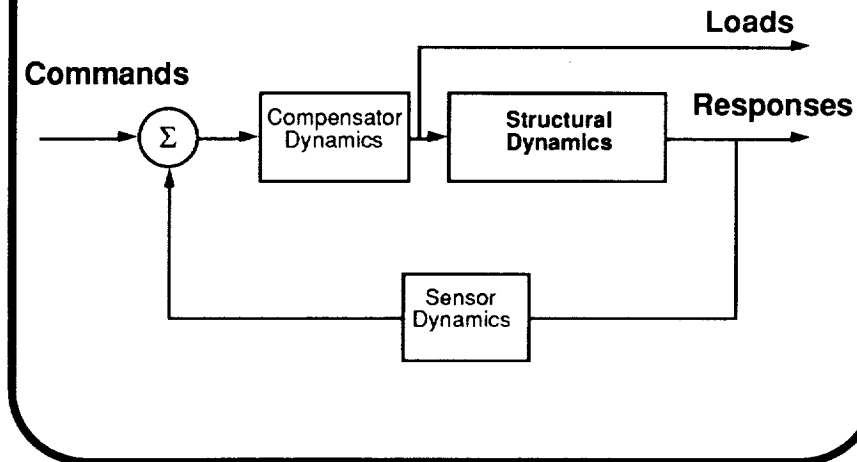 Loads
Commands
Responses
Σ
Compensator
Dynamics
Structural
Dynamics
Sensor
Dynamics